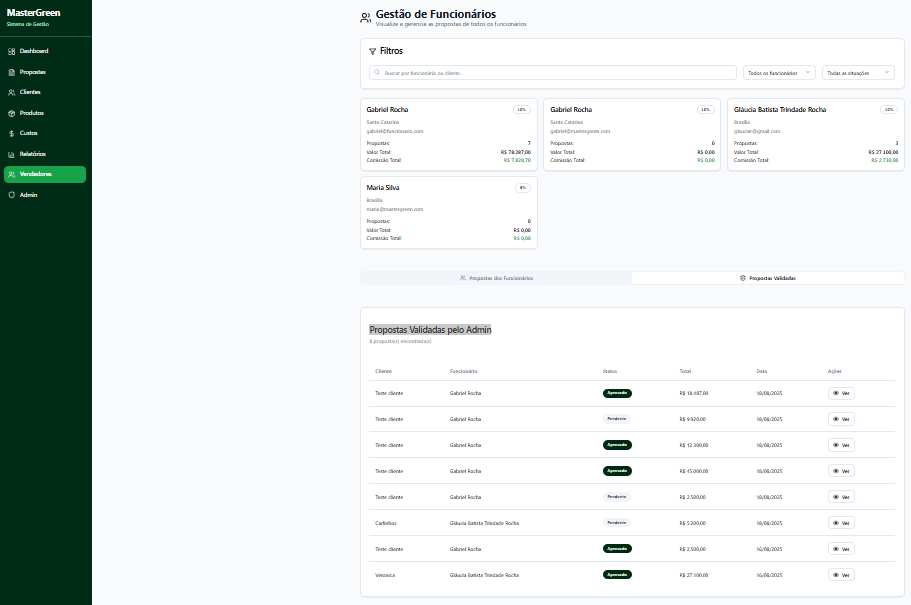 MasterGreen
Sistema de Gestão
Dashboard
Propostas
Clientes
Produtos
Custos
Relatórios
Vendedores
Admin
Gestão de Funcionários
Visualize e gerencie as propostas de todos os funcionários
Filtros
Buscar por funcionário ou cliente...
Todos os funcionários
Todas as situações
Gabriel Rocha 10%
Santa Catarina
gabriel@funcionario.com
Propostas: 7
Valor Total: R$ 78.287,00
Comissão Total: R$ 7.828,70
Gabriel Rocha 10%
Santa Catarina
gabriel@mastergreen.com
Propostas: 0
Valor Total: R$ 0,00
Comissão Total: R$ 0,00
Gláucia Batista Trindade Rocha 10%
Brasília
glauciar@gmail.com
Propostas: 3
Valor Total: R$ 27.100,00
Comissão Total: R$ 2.710,00
Maria Silva 8%
Brasília
maria@mastergreen.com
Propostas: 0
Valor Total: R$ 0,00
Comissão Total: R$ 0,00
Propostas dos Funcionários
Propostas Validadas
Propostas Validadas pelo Admin
8 proposta(s) encontrada(s)
Cliente Funcionário Status Total Data Ações
Teste cliente Gabriel Rocha Aprovado R$ 18.487,00 18/08/2025 Ver
Teste cliente Gabriel Rocha Pendente R$ 9.920,00 18/08/2025 Ver
Teste cliente Gabriel Rocha Aprovado R$ 12.300,00 18/08/2025 Ver
Teste cliente Gabriel Rocha Aprovado R$ 45.000,00 18/08/2025 Ver
Teste cliente Gabriel Rocha Pendente R$ 2.500,00 18/08/2025 Ver
Carlinhos Gláucia Batista Trindade Rocha Pendente R$ 5.200,00 18/08/2025 Ver
Teste cliente Gabriel Rocha Aprovado R$ 2.500,00 16/08/2025 Ver
Veronica Gláucia Batista Trindade Rocha Aprovado R$ 27.100,00 16/08/2025 Ver